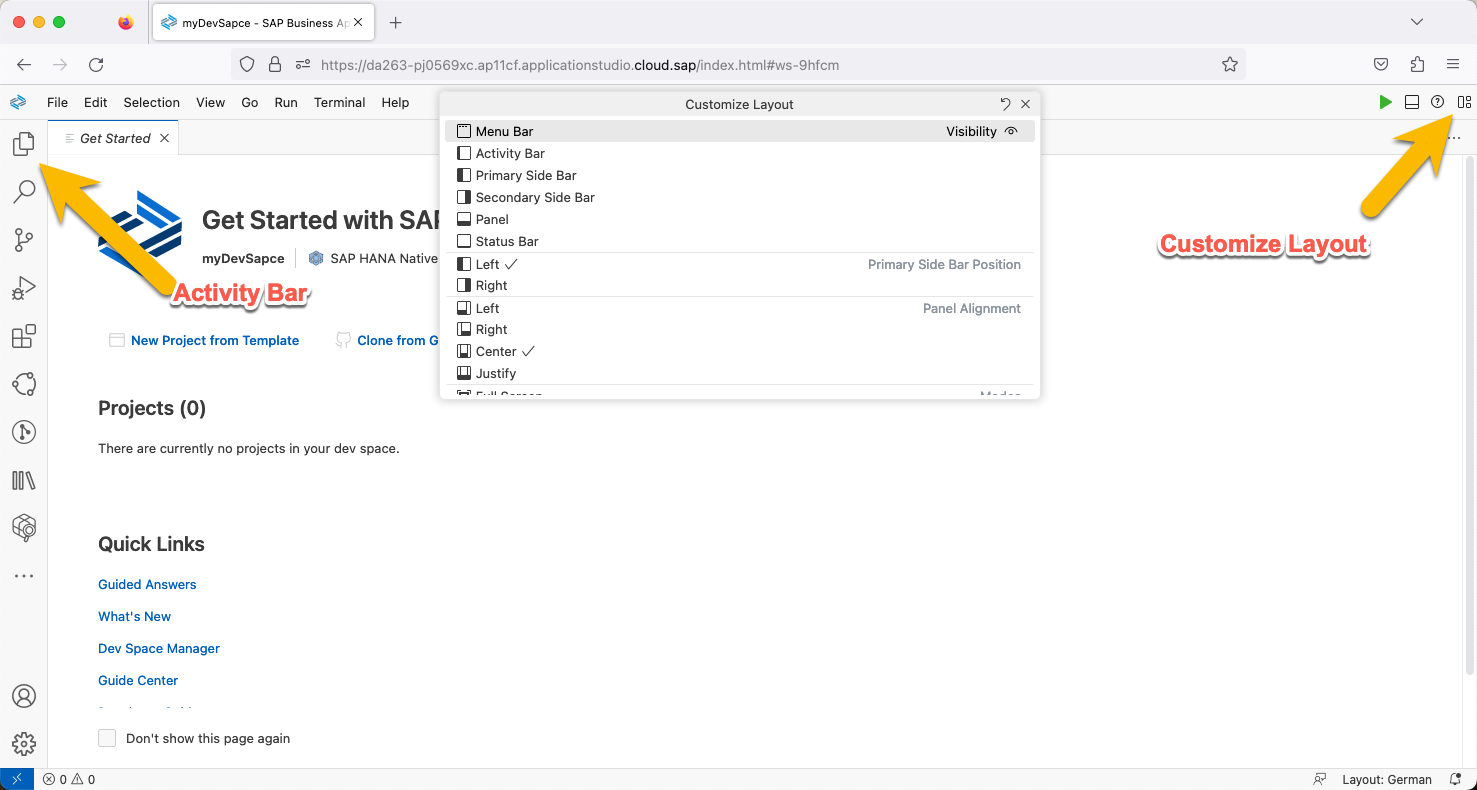 myDevSapce - SAP Business Ap
https://da263-pj0569xc.ap11cf.applicationstudio.cloud.sap/index.html#ws-9hfcm
File Edit Selection View Go Run Terminal Help
Customize Layout
Get Started
Menu Bar Visibility
Activity Bar
Primary Side Bar
Secondary Side Bar
Panel
Status Bar
Left Primary Side Bar Position
Right
Left Panel Alignment
Right
Center
Justify
Full Screen Modes
Customize Layout
Get Started with SAP
myDevSapce SAP HANA Native
Activity Bar
New Project from Template Clone from G
Projects (0)
There are currently no projects in your dev space.
Quick Links
Guided Answers
What's New
Dev Space Manager
Guide Center
Don't show this page again
0 0 Layout: German